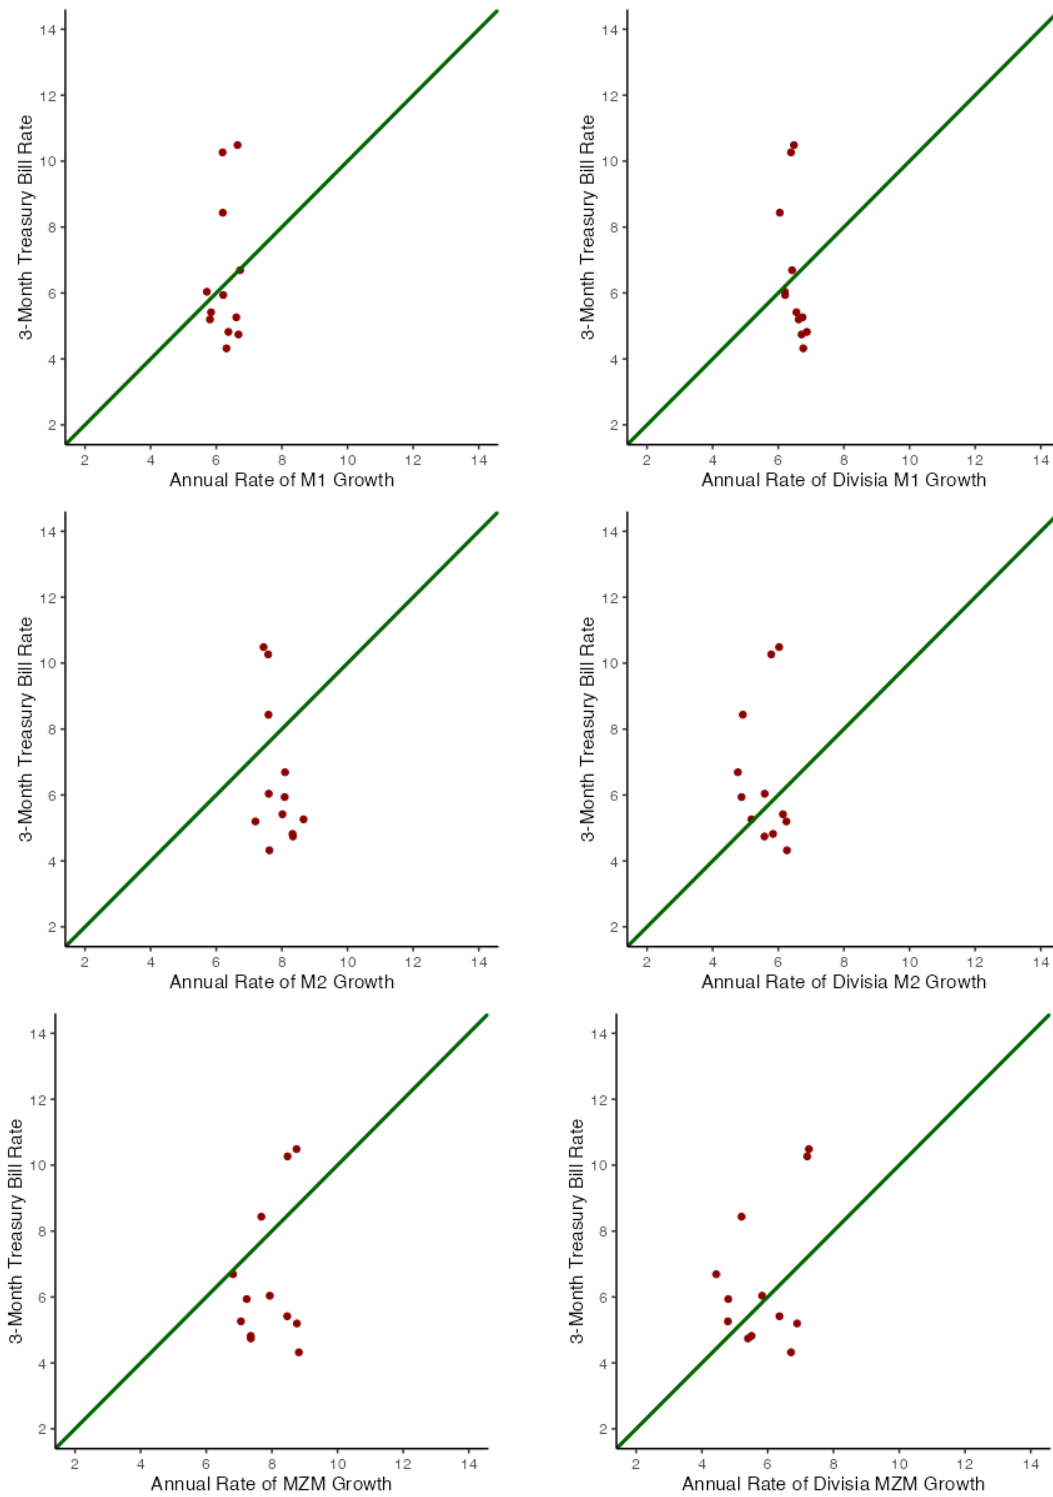 14
12
10
8
6
4
2
3-Month Treasury Bill Rate
2 4 6 8 10 12 14
Annual Rate of M1 Growth
14
12
10
8
6
4
2
3-Month Treasury Bill Rate
2 4 6 8 10 12 14
Annual Rate of Divisia M1 Growth
14
12
10
8
6
4
2
3-Month Treasury Bill Rate
2 4 6 8 10 12 14
Annual Rate of M2 Growth
14
12
10
8
6
4
2
3-Month Treasury Bill Rate
2 4 6 8 10 12 14
Annual Rate of Divisia M2 Growth
14
12
10
8
6
4
2
3-Month Treasury Bill Rate
2 4 6 8 10 12 14
Annual Rate of MZM Growth
14
12
10
8
6
4
2
3-Month Treasury Bill Rate
2 4 6 8 10 12 14
Annual Rate of Divisia MZM Growth